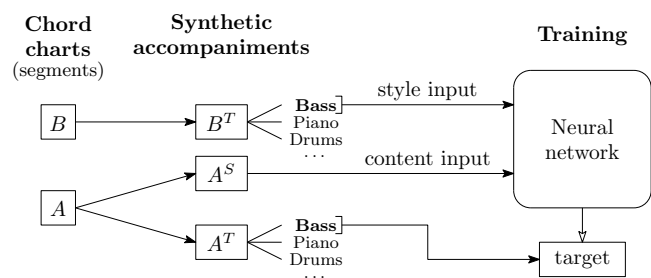 Chord
charts
(segments)
Synthetic
accompaniments
Training
B
B^T
Bass
Piano
Drums
...
style input
A^S
content input
Neural
network
A
A^T
Bass
Piano
Drums
...
target